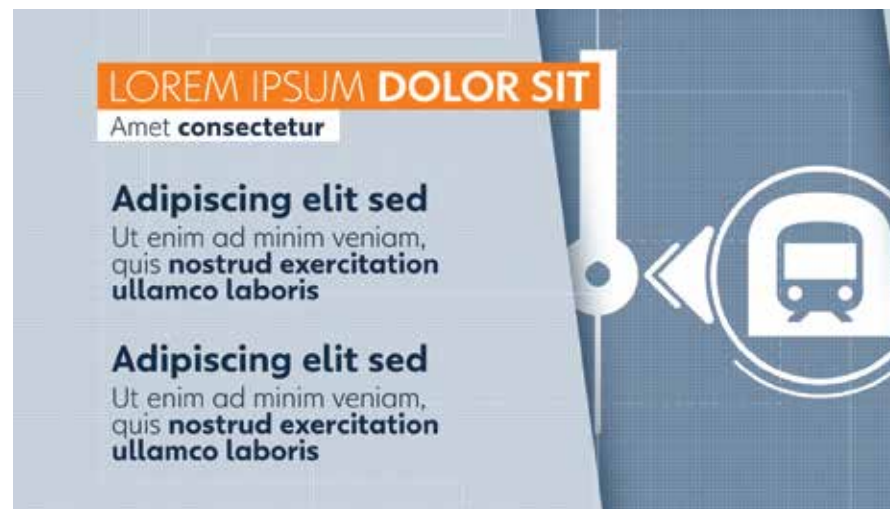 LOREM IPSUM DOLOR SIT
Amet consectetur
Adipiscing elit sed
Ut enim ad minim veniam,
quis nostrud exercitation
ullamco laboris
Adipiscing elit sed
Ut enim ad minim veniam,
quis nostrud exercitation
ullamco laboris